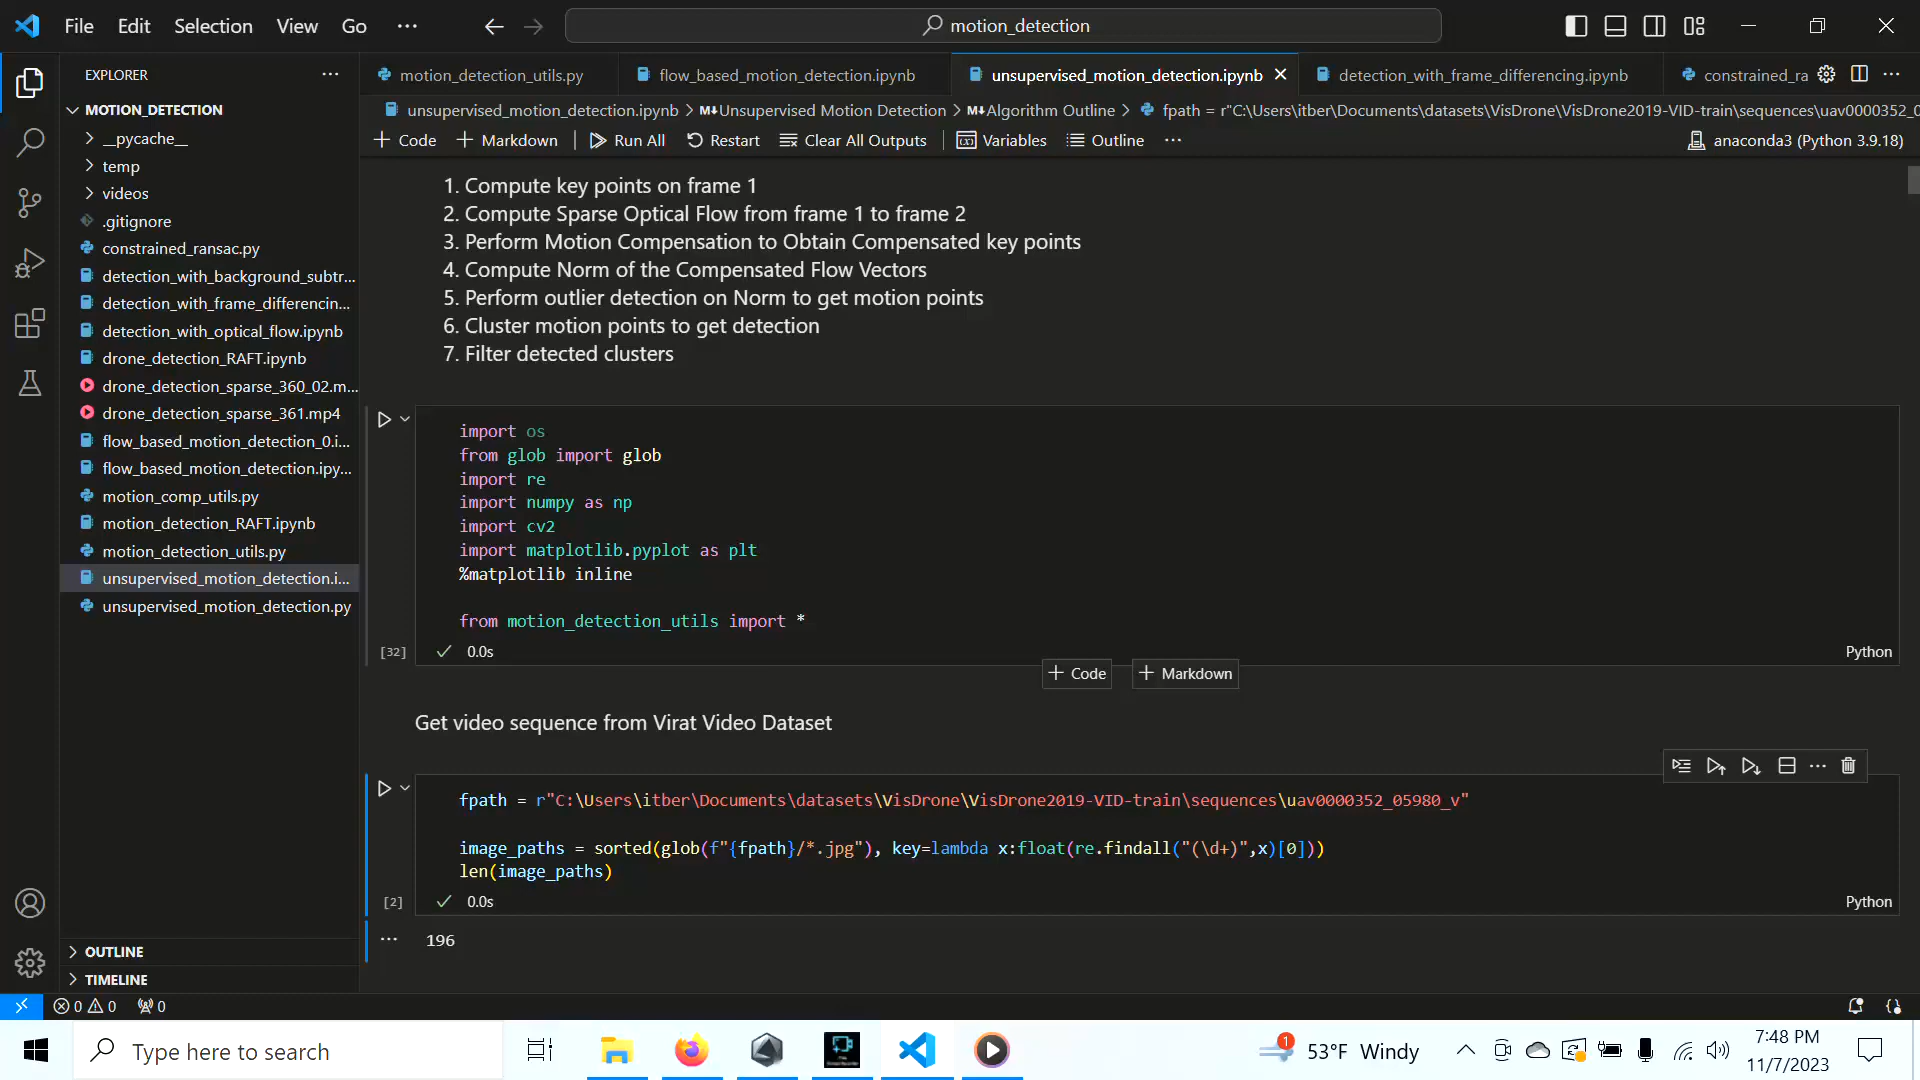 File Edit Selection View Go ···
motion_detection
EXPLORER
MOTION_DETECTION
__pycache__
temp
videos
.gitignore
constrained_ransac.py
detection_with_background_subtr...
detection_with_frame_differencin...
detection_with_optical_flow.ipynb
drone_detection_RAFT.ipynb
drone_detection_sparse_360_02.m...
drone_detection_sparse_361.mp4
flow_based_motion_detection_0.i...
flow_based_motion_detection.ipy...
motion_comp_utils.py
motion_detection_RAFT.ipynb
motion_detection_utils.py
unsupervised_motion_detection.i...
unsupervised_motion_detection.py
OUTLINE
TIMELINE
motion_detection_utils.py flow_based_motion_detection.ipynb unsupervised_motion_detection.ipynb detection_with_frame_differencing.ipynb constrained_ra
unsupervised_motion_detection.ipynb > M↓Unsupervised Motion Detection > M↓Algorithm Outline > fpath = r"C:\Users\itber\Documents\datasets\VisDrone\VisDrone2019-VID-train\sequences\uav0000352_0
+ Code + Markdown Run All Restart Clear All Outputs Variables Outline ··· anaconda3 (Python 3.9.18)
1. Compute key points on frame 1
2. Compute Sparse Optical Flow from frame 1 to frame 2
3. Perform Motion Compensation to Obtain Compensated key points
4. Compute Norm of the Compensated Flow Vectors
5. Perform outlier detection on Norm to get motion points
6. Cluster motion points to get detection
7. Filter detected clusters
import os
from glob import glob
import re
import numpy as np
import cv2
import matplotlib.pyplot as plt
%matplotlib inline
from motion_detection_utils import *
[32] 0.0s Python
+ Code + Markdown
Get video sequence from Virat Video Dataset
fpath = r"C:\Users\itber\Documents\datasets\VisDrone\VisDrone2019-VID-train\sequences\uav0000352_05980_v"
image_paths = sorted(glob(f"{fpath}/*.jpg"), key=lambda x:float(re.findall("(\d+)",x)[0]))
len(image_paths)
[2] 0.0s Python
196
0 0 0
Type here to search
1 53°F Windy
7:48 PM
11/7/2023